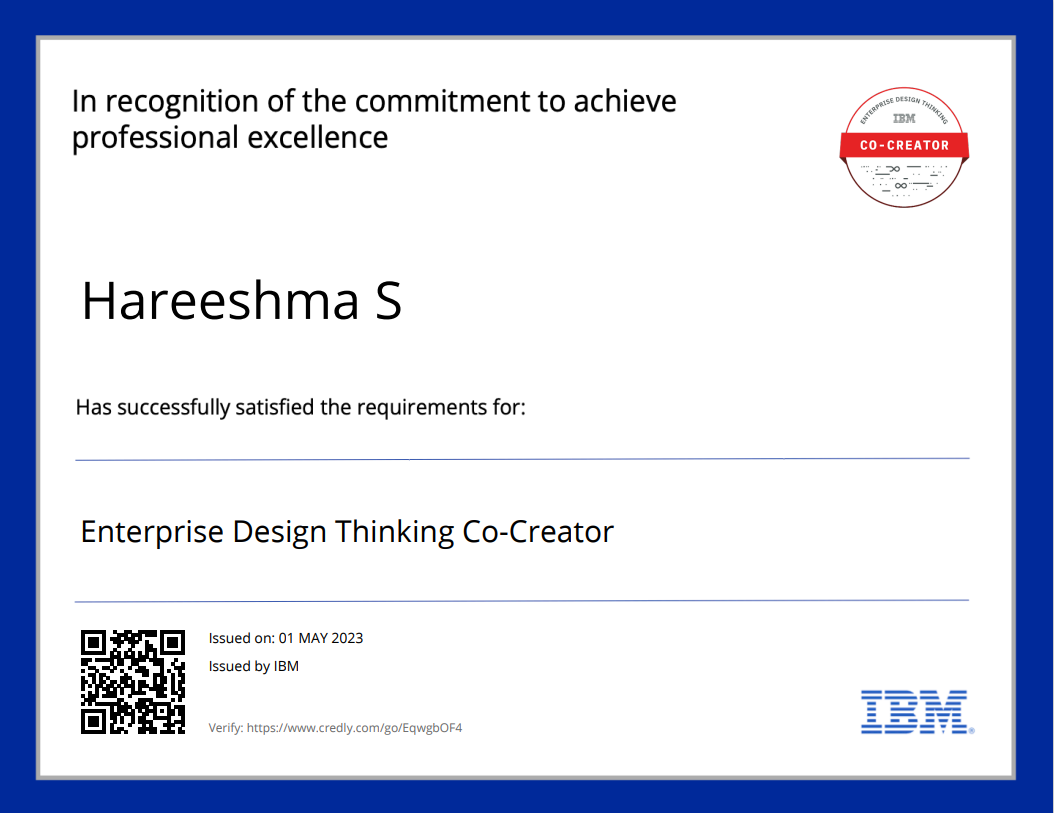 In recognition of the commitment to achieve
professional excellence
ENTERPRISE DESIGN THINKING
IBM
CO-CREATOR
Hareeshma S
Has successfully satisfied the requirements for:
Enterprise Design Thinking Co-Creator
Issued on: 01 MAY 2023
Issued by IBM
Verify: https://www.credly.com/go/EqwgbOF4
IBM®